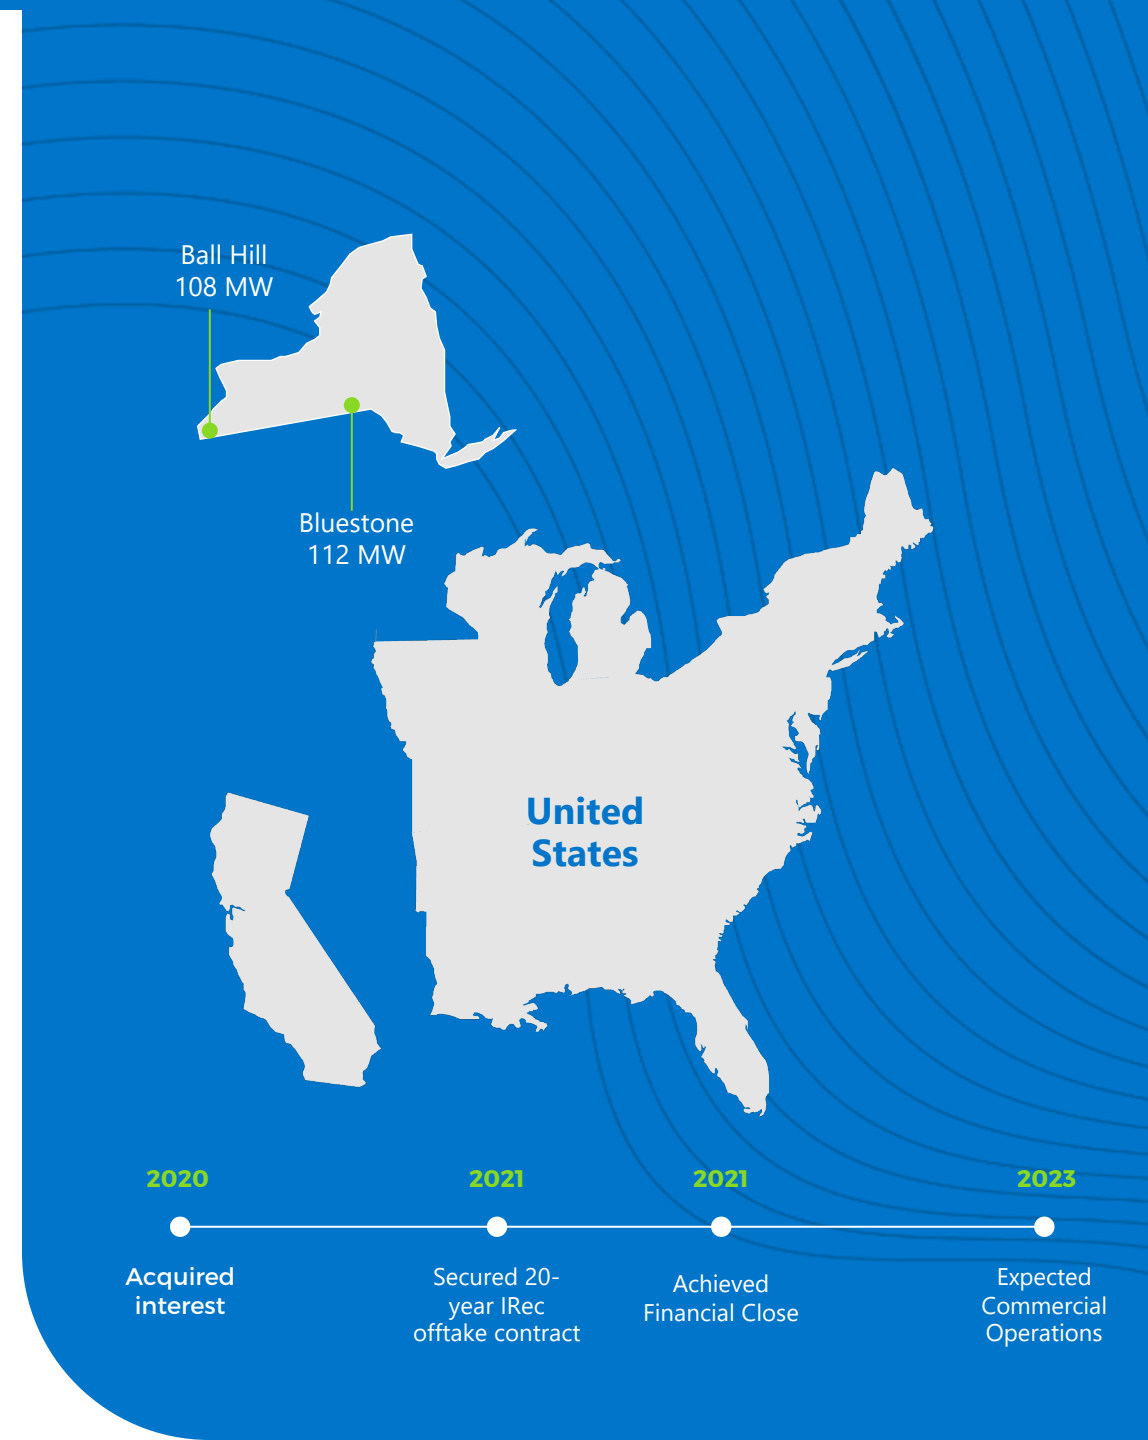 Ball Hill
108 MW
Bluestone
112 MW
United
States
2020
2021
2021
2023
Acquired
interest
Secured 20-
year IRec
offtake contract
Achieved
Financial Close
Expected
Commercial
Operations